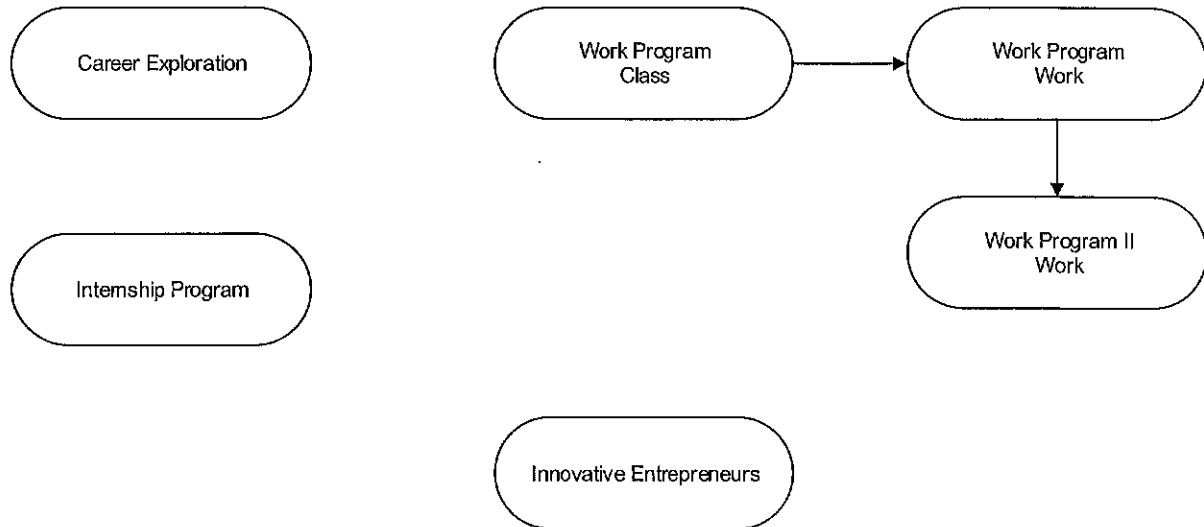 Career Exploration
Work Program
Class
Work Program
Work
Work Program II
Work
Internship Program
Innovative Entrepreneurs